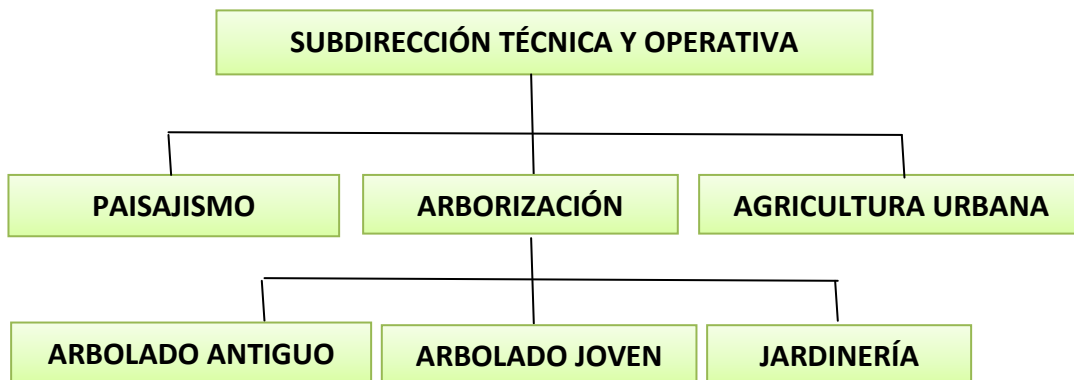 SUBDIRECCIÓN TÉCNICA Y OPERATIVA
PAISAJISMO
ARBORIZACIÓN
AGRICULTURA URBANA
ARBOLADO ANTIGUO
ARBOLADO JOVEN
JARDINERÍA